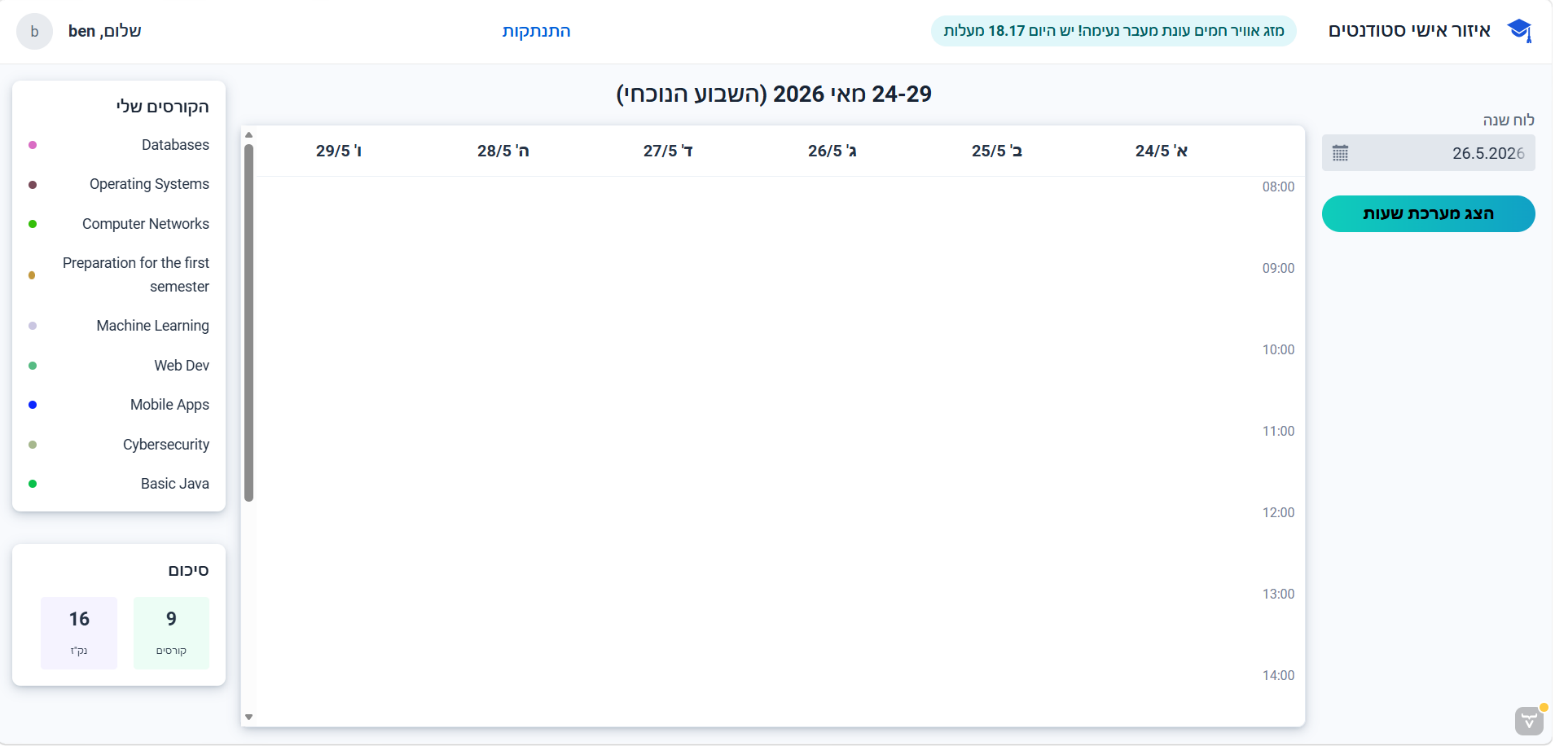 איזור אישי סטודנטים
מזג אוויר חמים עונת מעבר נעימה! יש היום 18.17 מעלות
התנתקות
שלום, ben
b
לוח שנה
26.5.2026
הצג מערכת שעות
24-29 מאי 2026 (השבוע הנוכחי)
א' 24/5
ב' 25/5
ג' 26/5
ד' 27/5
ה' 28/5
ו' 29/5
08:00
09:00
10:00
11:00
12:00
13:00
14:00
הקורסים שלי
Databases
Operating Systems
Computer Networks
Preparation for the first
semester
Machine Learning
Web Dev
Mobile Apps
Cybersecurity
Basic Java
סיכום
9
קורסים
16
נק"ז